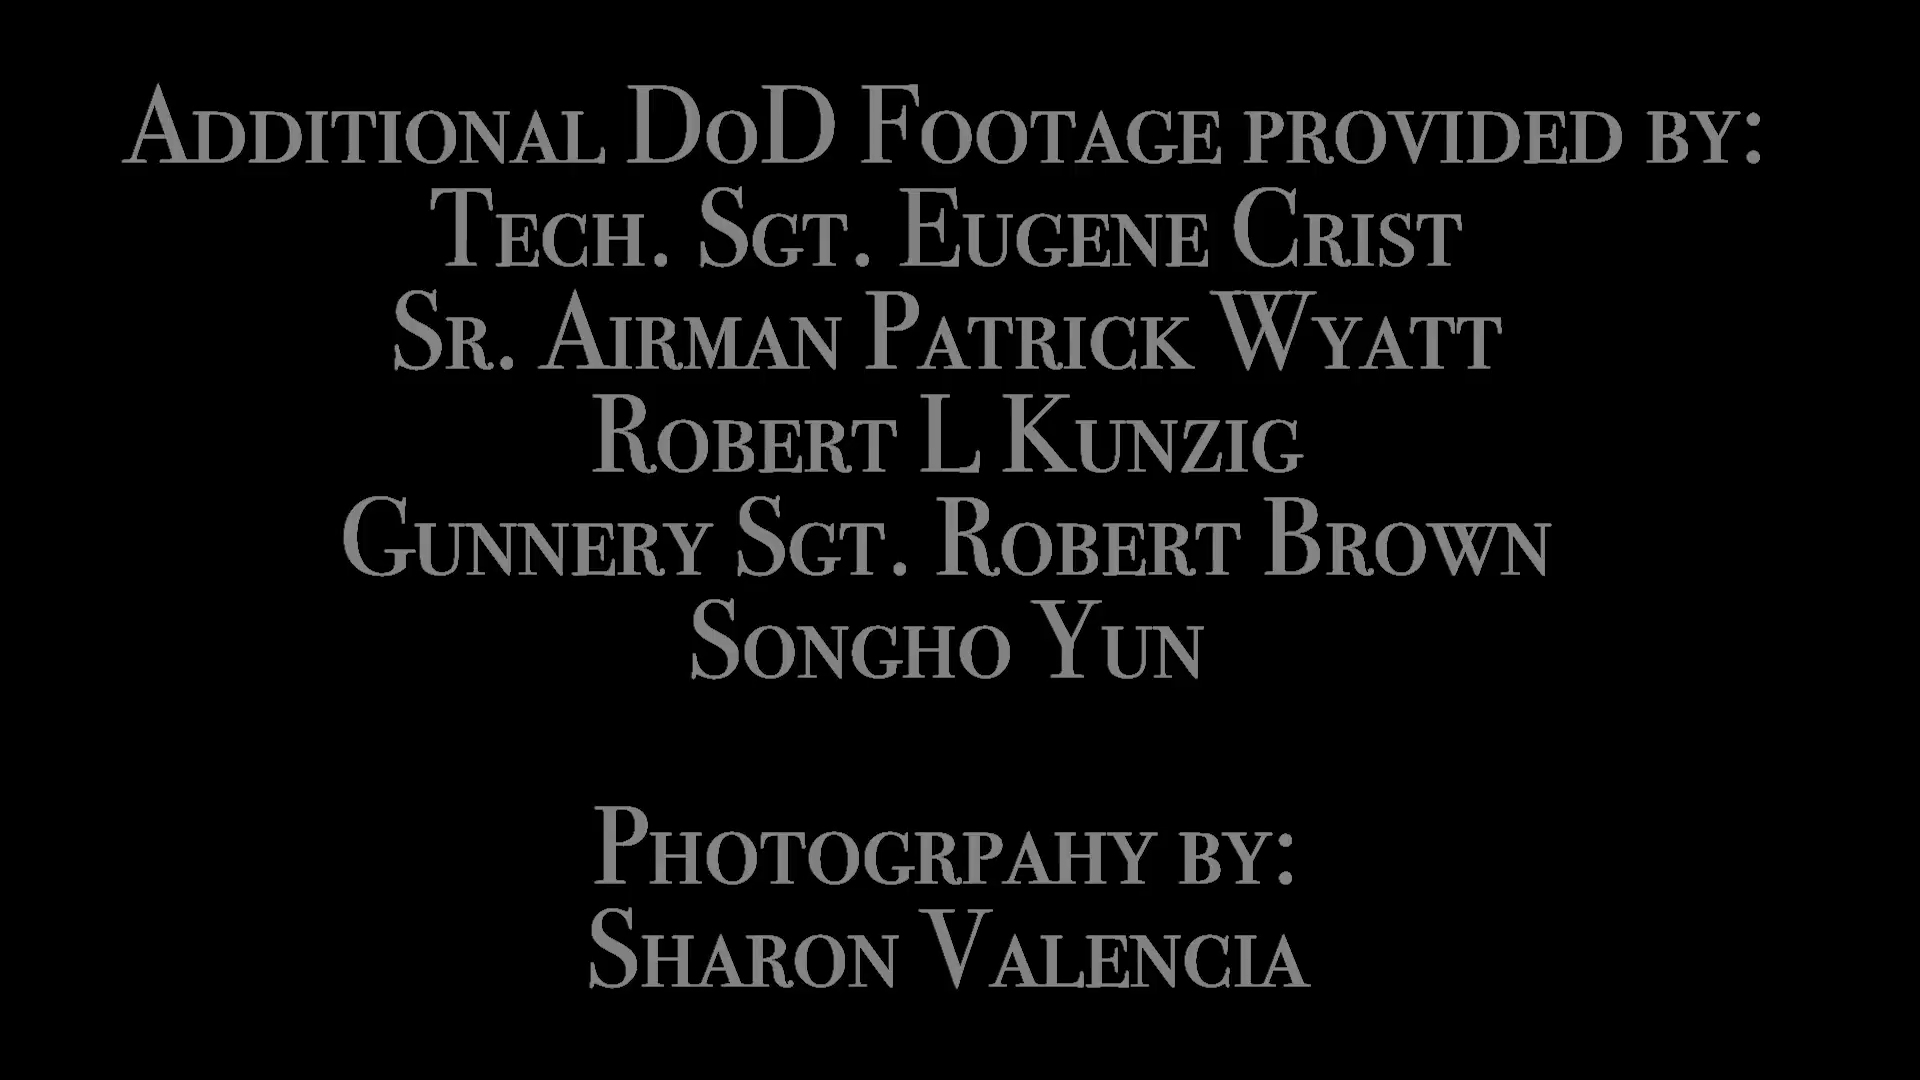 Additional DoD Footage provided by:
Tech. Sgt. Eugene Crist
Sr. Airman Patrick Wyatt
Robert L Kunzig
Gunnery Sgt. Robert Brown
Songho Yun
Photogrpahy by:
Sharon Valencia